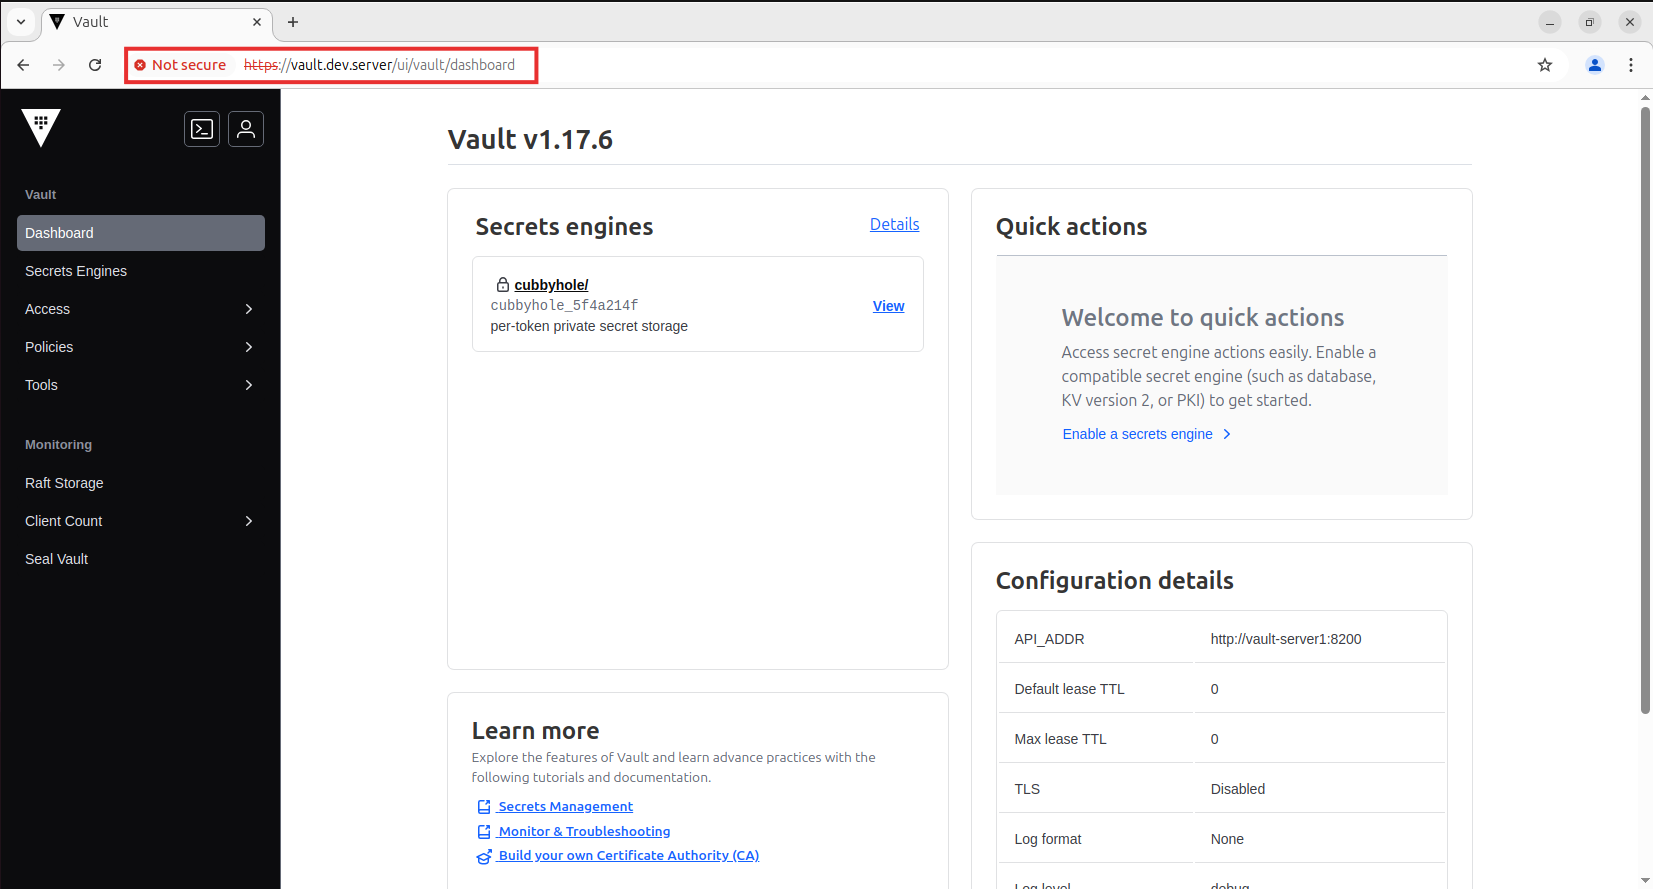 Vault
Not secure https://vault.dev.server/ui/vault/dashboard
Vault
Dashboard
Secrets Engines
Access
Policies
Tools
Monitoring
Raft Storage
Client Count
Seal Vault
Vault v1.17.6
Secrets engines
Details
cubbyhole/
cubbyhole_5f4a214f
per-token private secret storage
View
Learn more
Explore the features of Vault and learn advance practices with the
following tutorials and documentation.
Secrets Management
Monitor & Troubleshooting
Build your own Certificate Authority (CA)
Quick actions
Welcome to quick actions
Access secret engine actions easily. Enable a
compatible secret engine (such as database,
KV version 2, or PKI) to get started.
Enable a secrets engine
Configuration details
API_ADDR http://vault-server1:8200
Default lease TTL 0
Max lease TTL 0
TLS Disabled
Log format None
Log level debug